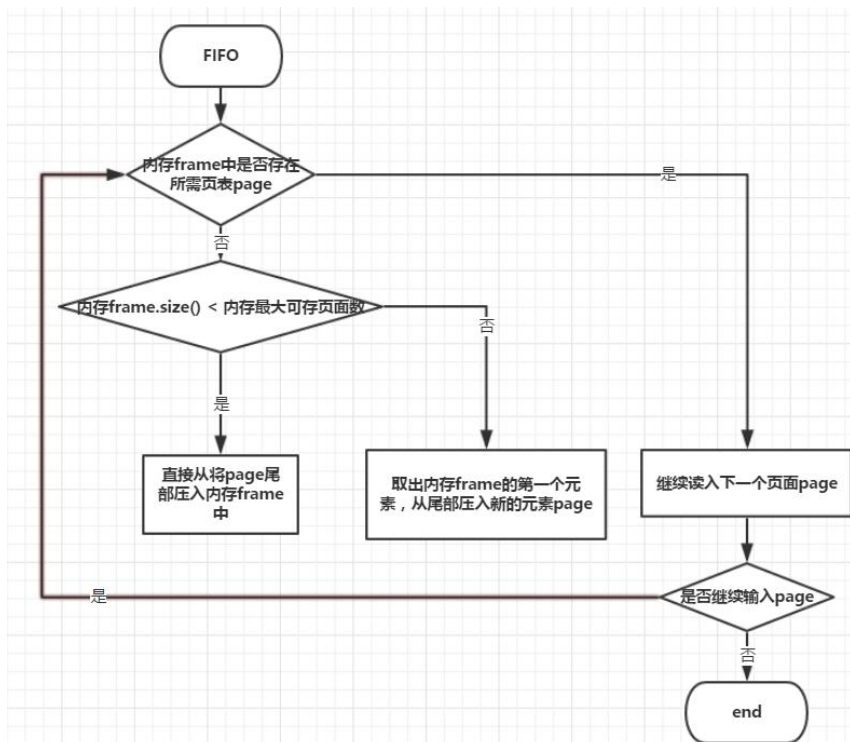 FIFO
内存frame中是否存在
所需页表page
是
否
内存frame.size() < 内存最大可存页面数
否
是
直接从将page尾
部压入内存frame
中
取出内存frame的第一个元
素，从尾部压入新的元素page
继续读入下一个页面page
是
是否继续输入page
否
end